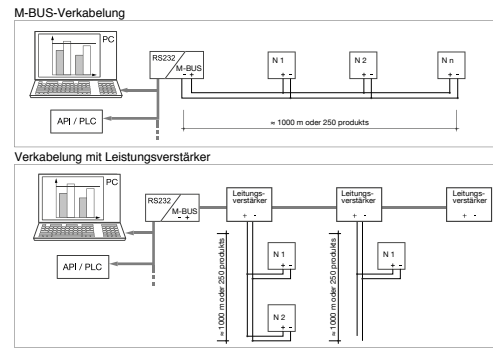 M-BUS-Verkabelung
PC
RS232
M-BUS
- +
N 1
+ -
N 2
+ -
N n
+ -
API / PLC
≈ 1000 m oder 250 produkts
Verkabelung mit Leistungsverstärker
PC
RS232
M-BUS
- +
Leitungs-
verstärker
+ -
Leitungs-
verstärker
+ -
Leitungs-
verstärker
+ -
API / PLC
≈ 1000 m oder 250 produkts
N 1
+ -
N 2
+ -
≈ 1000 m oder 250 produkts
N 1
+ -